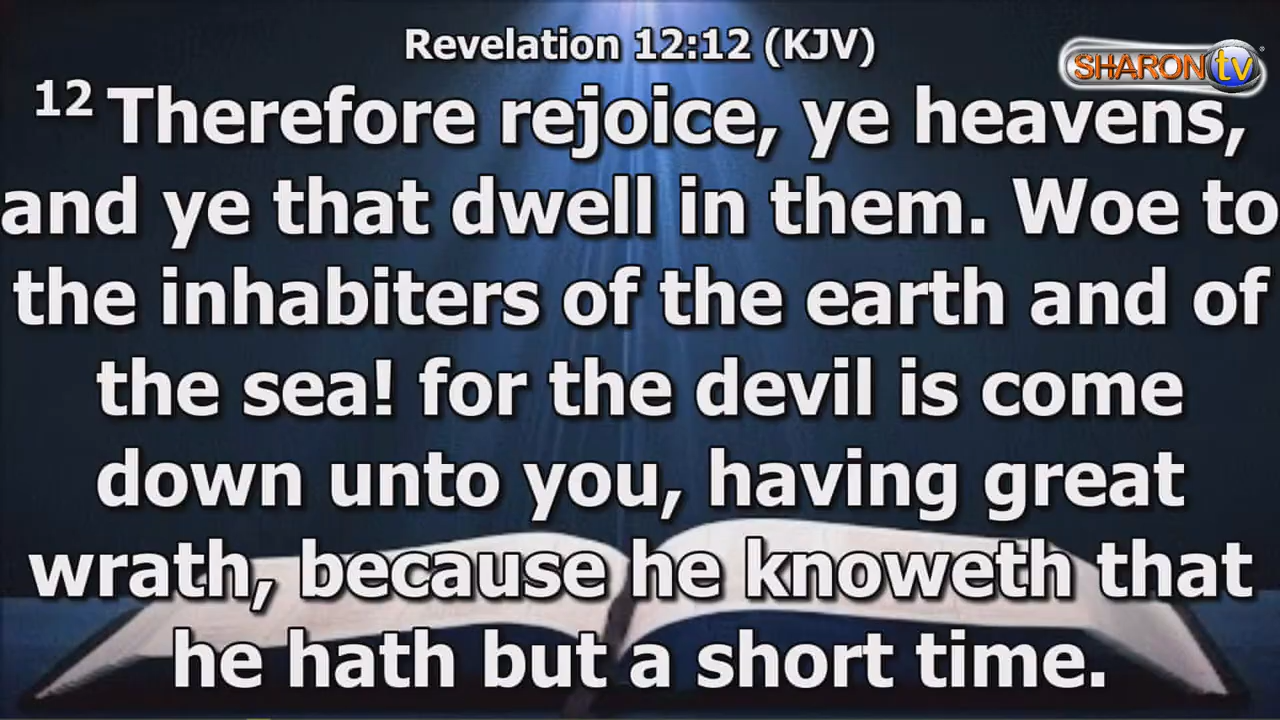 Revelation 12:12 (KJV)
SHARON tv
12 Therefore rejoice, ye heavens,
and ye that dwell in them. Woe to
the inhabiters of the earth and of
the sea! for the devil is come
down unto you, having great
wrath, because he knoweth that
he hath but a short time.